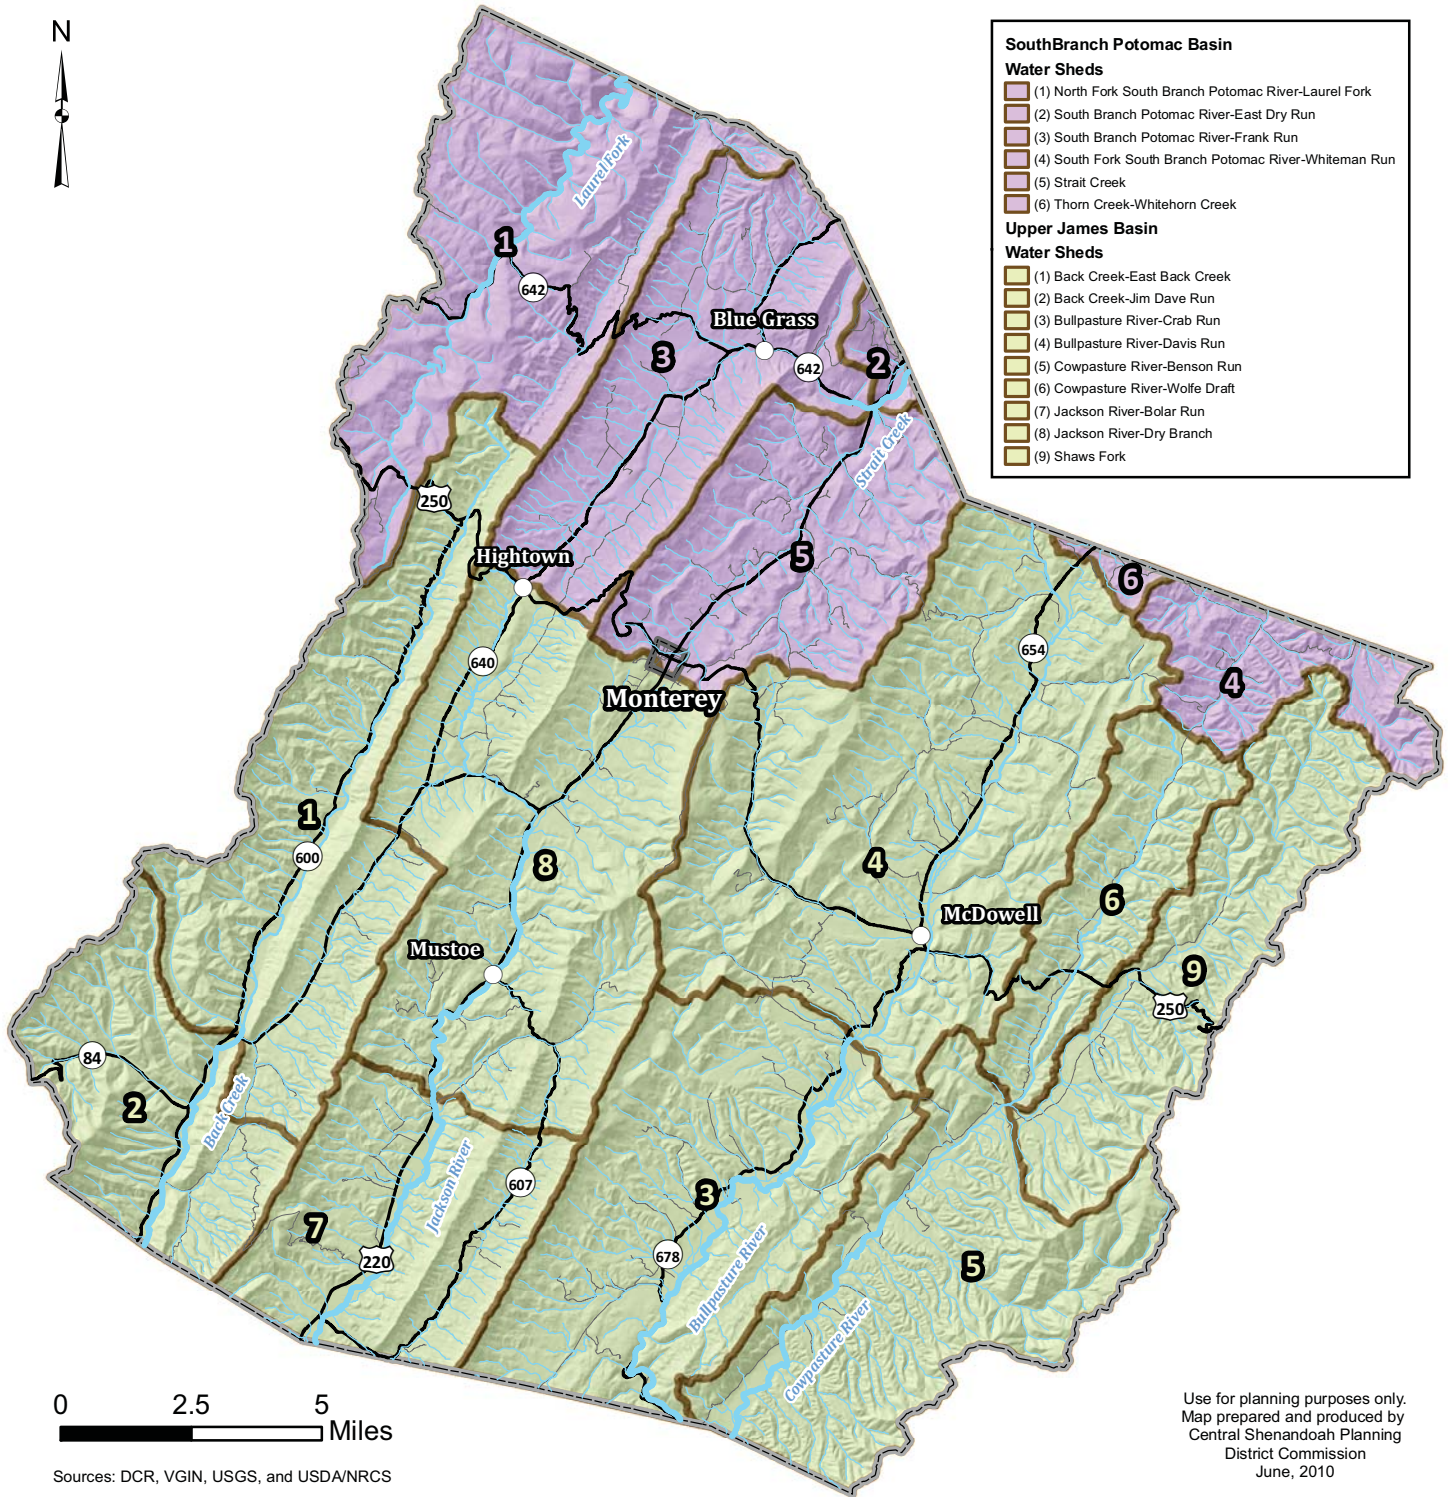 N
SouthBranch Potomac Basin
Water Sheds
(1) North Fork South Branch Potomac River-Laurel Fork
(2) South Branch Potomac River-East Dry Run
(3) South Branch Potomac River-Frank Run
(4) South Fork South Branch Potomac River-Whiteman Run
(5) Strait Creek
(6) Thorn Creek-Whitehorn Creek
Upper James Basin
Water Sheds
(1) Back Creek-East Back Creek
(2) Back Creek-Jim Dave Run
(3) Bullpasture River-Crab Run
(4) Bullpasture River-Davis Run
(5) Cowpasture River-Benson Run
(6) Cowpasture River-Wolfe Draft
(7) Jackson River-Bolar Run
(8) Jackson River-Dry Branch
(9) Shaws Fork
Laurel Fork
1
642
Blue Grass
3
642
2
Strait Creek
250
Hightown
5
6
640
654
4
Monterey
1
600
8
4
6
McDowell
Mustoe
9
250
84
2
Back Creek
Jackson River
607
3
7
220
678
Bullpasture River
5
Cowpasture River
0 2.5 5
Miles
Sources: DCR, VGIN, USGS, and USDA/NRCS
Use for planning purposes only.
Map prepared and produced by
Central Shenandoah Planning
District Commission
June, 2010